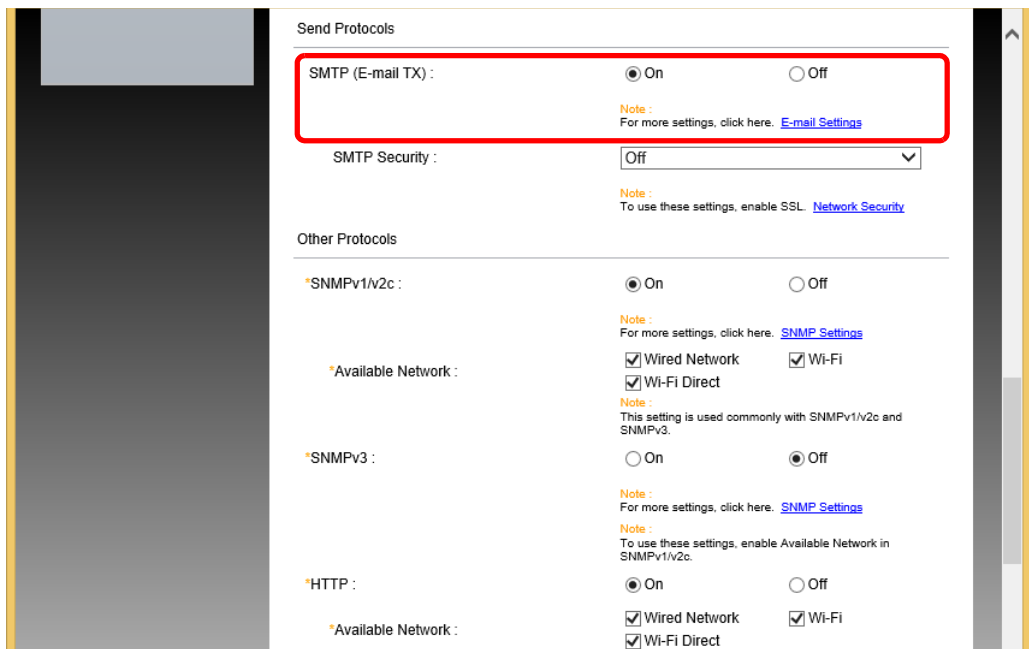 Send Protocols
SMTP (E-mail TX) : On Off
Note :
For more settings, click here. E-mail Settings
SMTP Security : Off
Note :
To use these settings, enable SSL. Network Security
Other Protocols
*SNMPv1/v2c : On Off
Note :
For more settings, click here. SNMP Settings
*Available Network : Wired Network Wi-Fi
Wi-Fi Direct
Note :
This setting is used commonly with SNMPv1/v2c and
SNMPv3.
*SNMPv3 : On Off
Note :
For more settings, click here. SNMP Settings
Note :
To use these settings, enable Available Network in
SNMPv1/v2c.
*HTTP : On Off
*Available Network : Wired Network Wi-Fi
Wi-Fi Direct